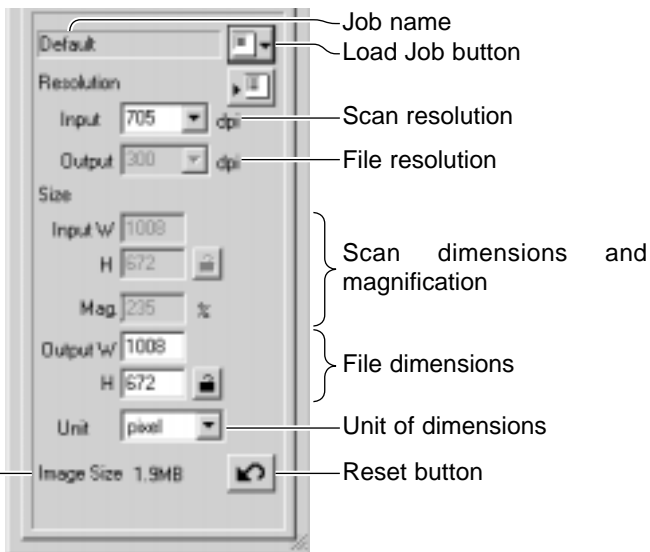 Job name
Default
Load Job button
Resolution
Input 705 dpi Scan resolution
Output 300 dpi File resolution
Size
Input W 1008
H 672
Scan dimensions and
magnification
Mag. 235 %
Output W 1008
File dimensions
H 672
Unit pixel Unit of dimensions
Image Size 1.9MB Reset button